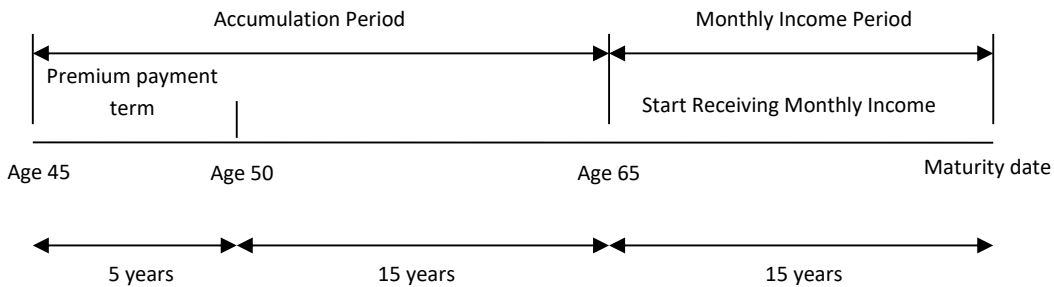 Accumulation Period
Monthly Income Period
Premium payment
term
Start Receiving Monthly Income
Age 45
Age 50
Age 65
Maturity date
5 years
15 years
15 years